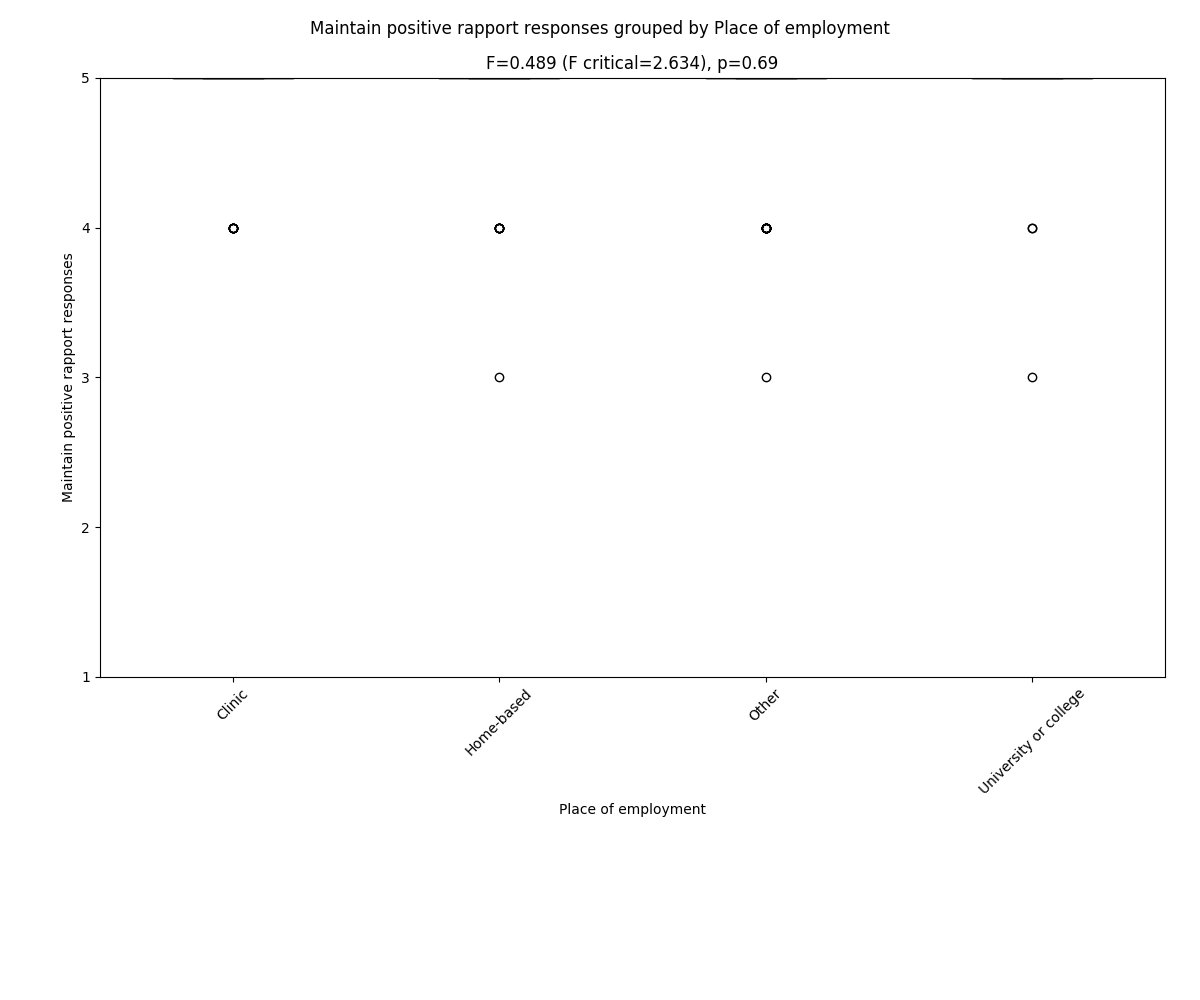 Maintain positive rapport responses grouped by Place of employment
F=0.489 (F critical=2.634), p=0.69
5
4
3
2
1
Maintain positive rapport responses
Clinic
Home-based
Other
University or college
Place of employment